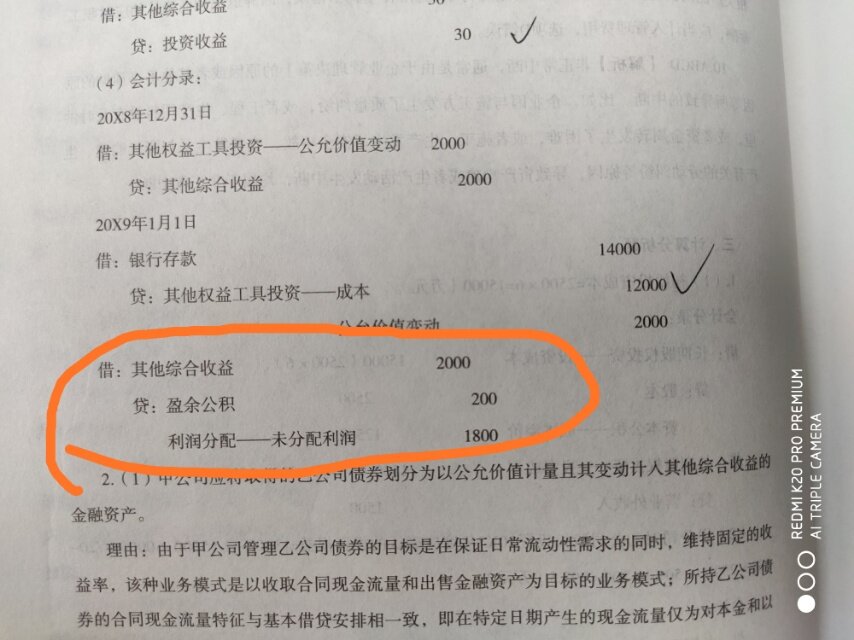 借：其他综合收益 30
贷：投资收益 30
（4）会计分录：
20X8年12月31日
借：其他权益工具投资——公允价值变动 2000
贷：其他综合收益 2000
20X9年1月1日
借：银行存款 14000
贷：其他权益工具投资——成本 12000
——公允价值变动 2000
借：其他综合收益 2000
贷：盈余公积 200
利润分配——未分配利润 1800
2.（1）甲公司应将取得的乙公司债券划分为以公允价值计量且其变动计入其他综合收益的
金融资产。
理由：由于甲公司管理乙公司债券的目标是在保证日常流动性需求的同时，维持固定的收
益率，该种业务模式是以收取合同现金流量和出售金融资产为目标的业务模式；所持乙公司债
券的合同现金流量特征与基本借贷安排相一致，即在特定日期产生的现金流量仅为对本金和以
REDMI K20 PRO PREMIUM
AI TRIPLE CAMERA